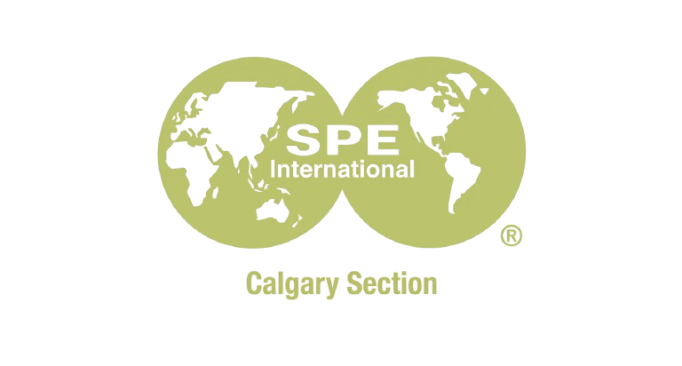 SPE
International
®
Calgary Section